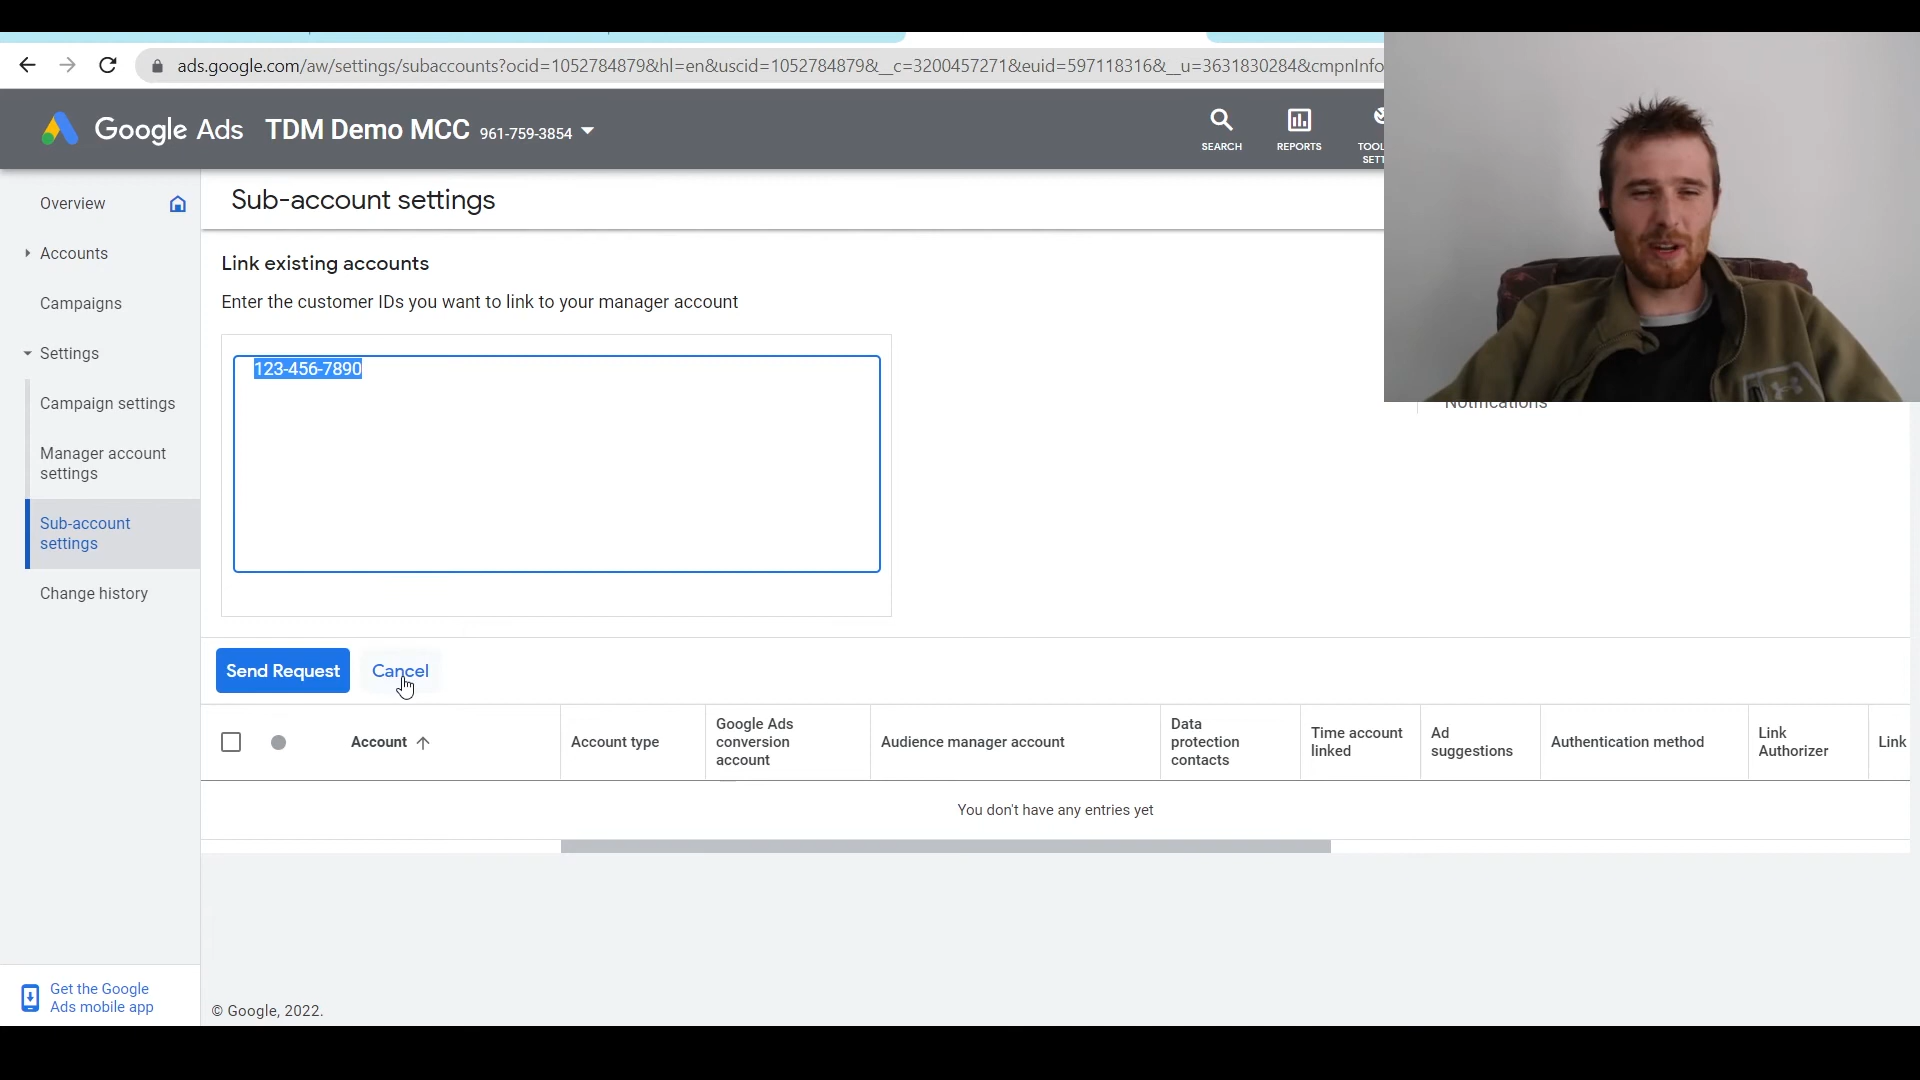 ads.google.com/aw/settings/subaccounts?ocid=1052784879&hl=en&uscid=1052784879&__c=3200457271&euid=597118316&__u=3631830284&cmpnInfo
Google Ads TDM Demo MCC 961-759-3854
SEARCH
REPORTS
Overview
Accounts
Campaigns
Settings
Campaign settings
Manager account
settings
Sub-account
settings
Change history
Get the Google
Ads mobile app
Sub-account settings
Link existing accounts
Enter the customer IDs you want to link to your manager account
123-456-7890
Notifications
Send Request Cancel
Account
Account type
Google Ads
conversion
account
Audience manager account
Data
protection
contacts
Time account
linked
Ad
suggestions
Authentication method
Link
Authorizer
Link
You don't have any entries yet
© Google, 2022.